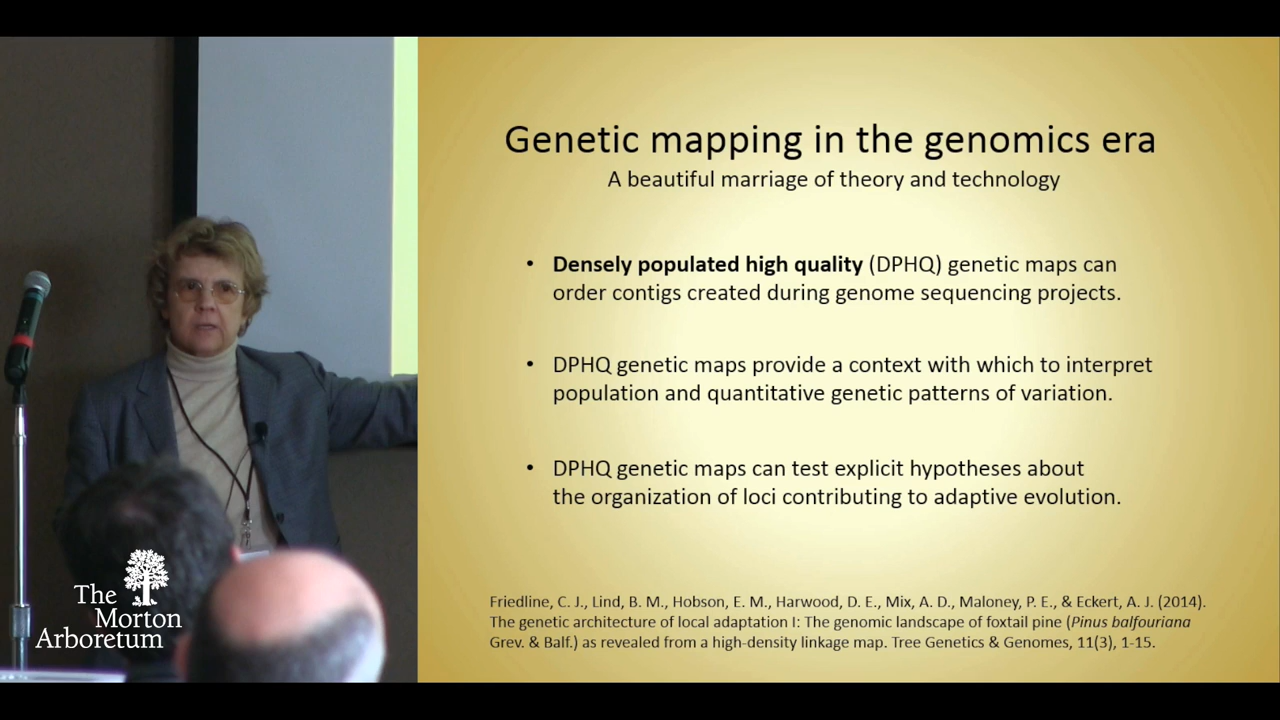 Genetic mapping in the genomics era
A beautiful marriage of theory and technology
• Densely populated high quality (DPHQ) genetic maps can
order contigs created during genome sequencing projects.
• DPHQ genetic maps provide a context with which to interpret
population and quantitative genetic patterns of variation.
• DPHQ genetic maps can test explicit hypotheses about
the organization of loci contributing to adaptive evolution.
Friedline, C. J., Lind, B. M., Hobson, E. M., Harwood, D. E., Mix, A. D., Maloney, P. E., & Eckert, A. J. (2014).
The genetic architecture of local adaptation I: The genomic landscape of foxtail pine (Pinus balfouriana
Grev. & Balf.) as revealed from a high-density linkage map. Tree Genetics & Genomes, 11(3), 1-15.
The
Morton
Arboretum